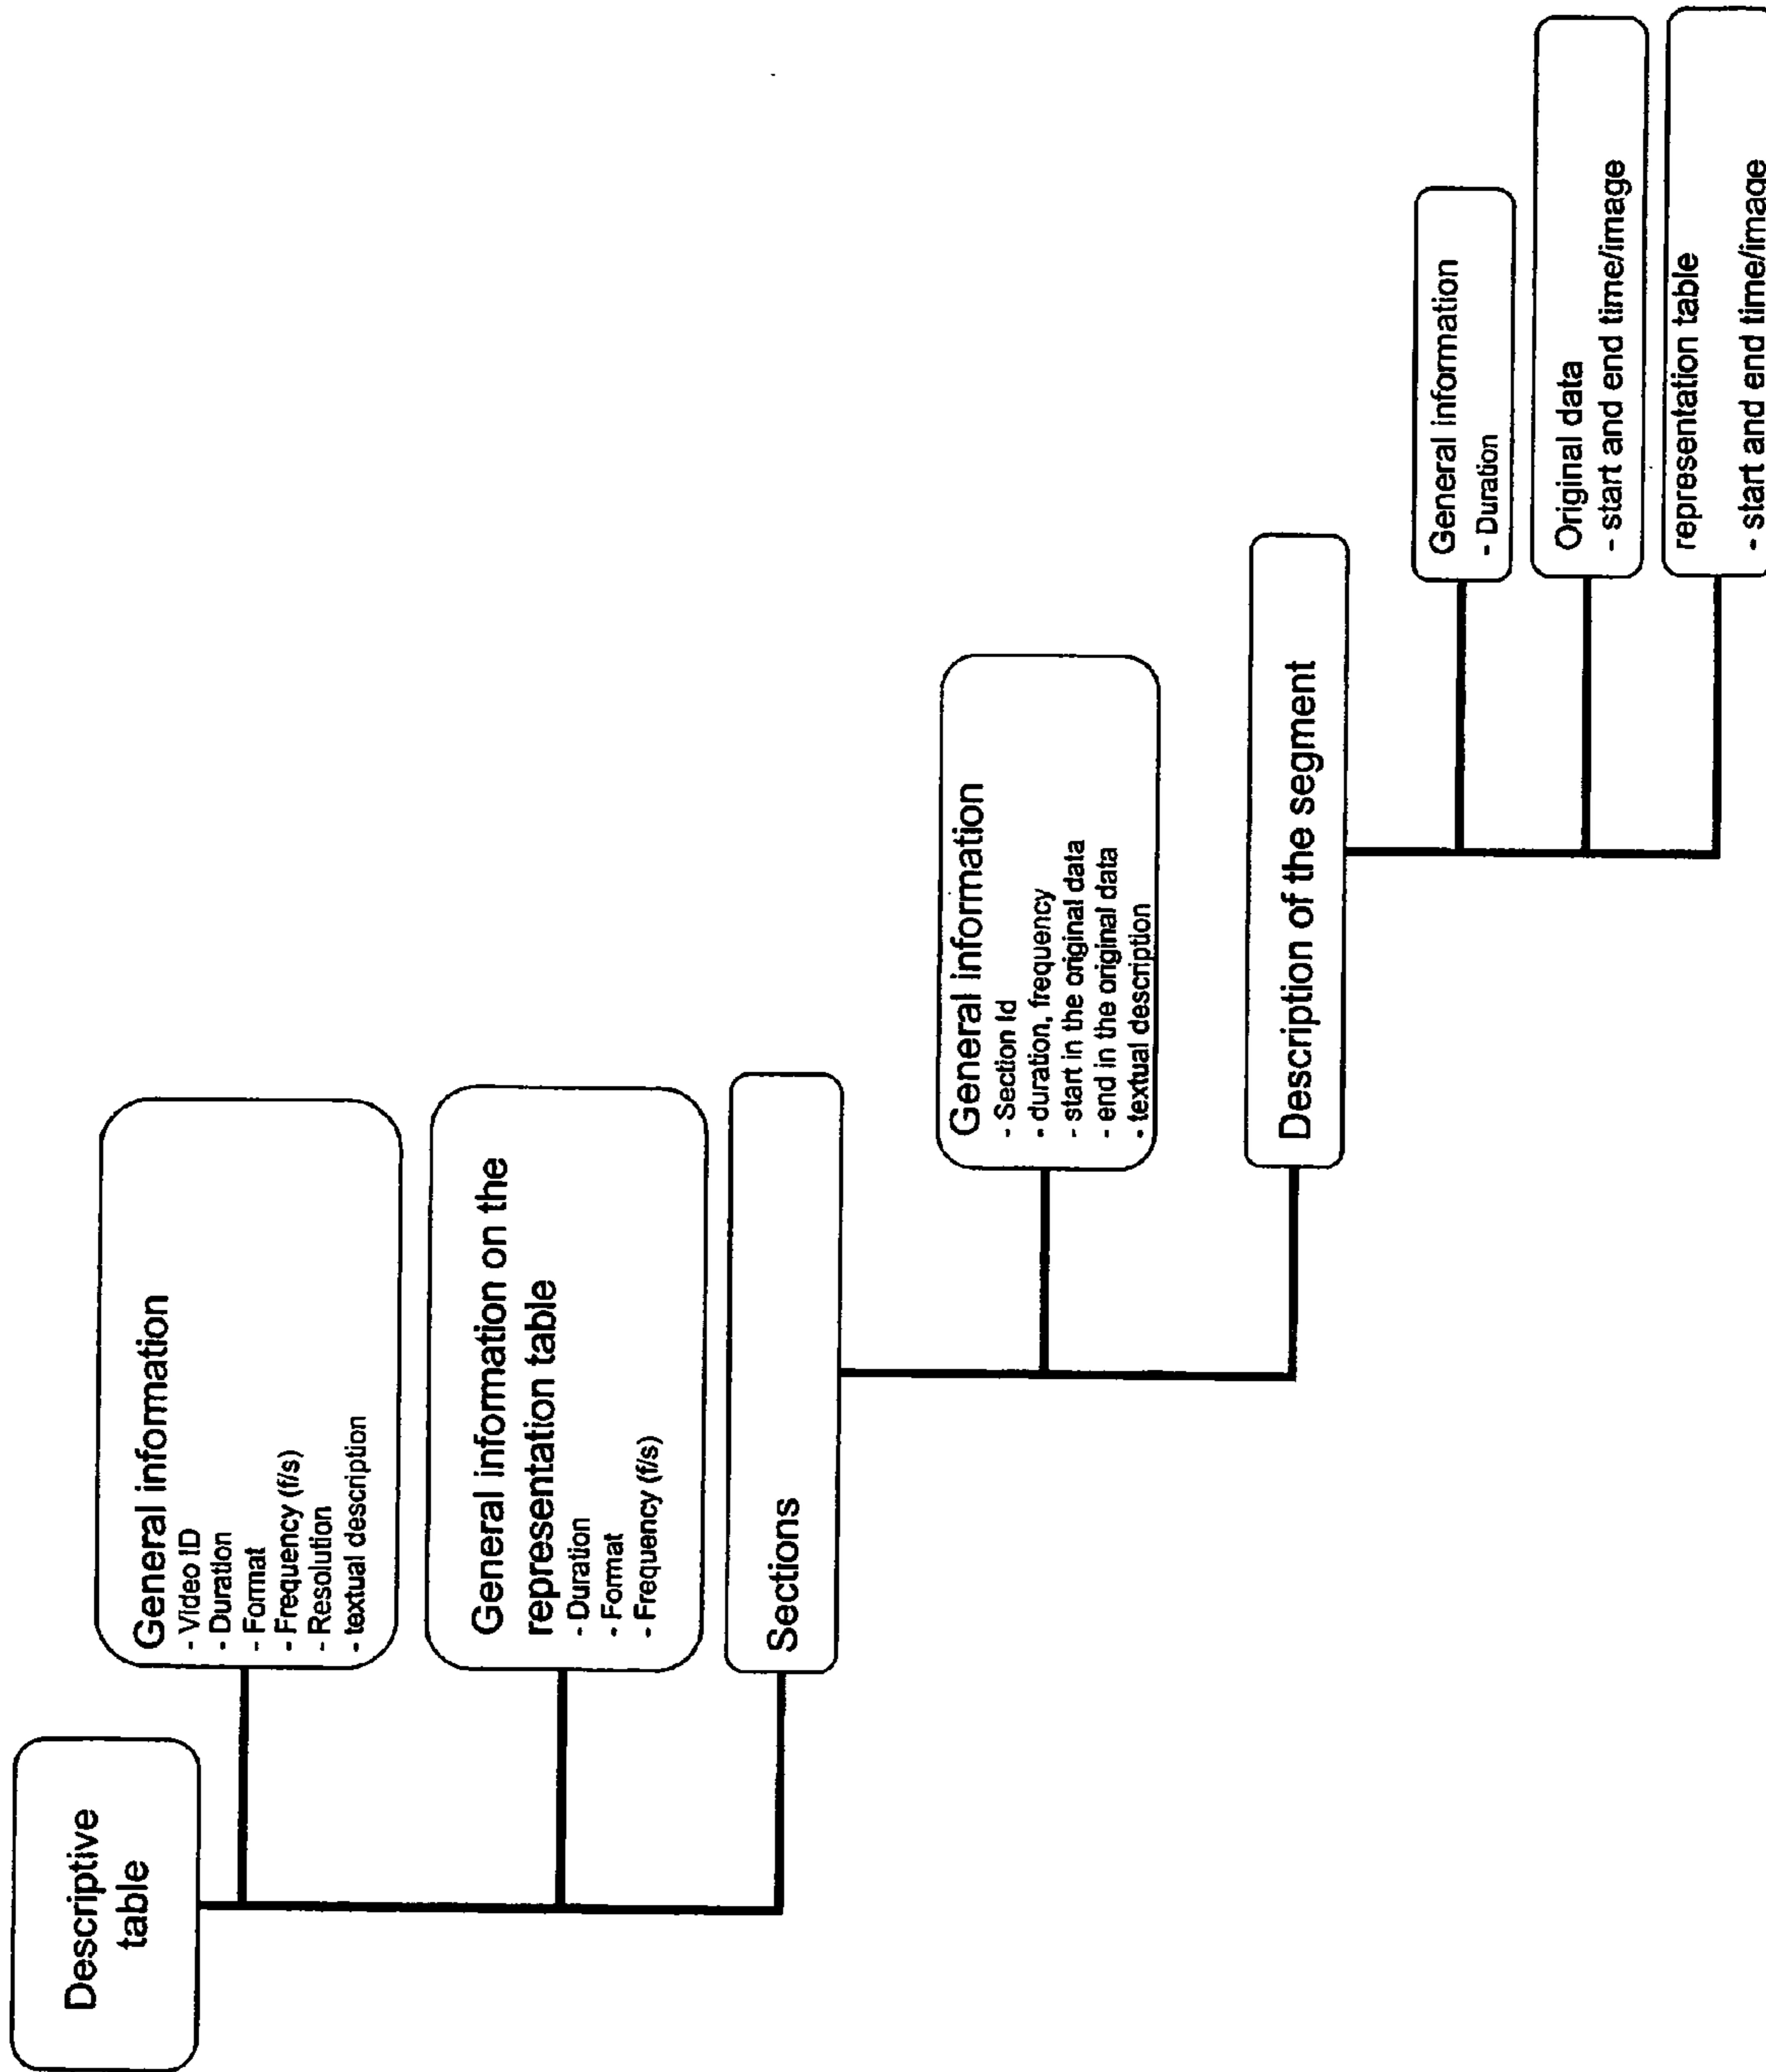 Descriptive
table
General information
- Video ID
- Duration
- Format
- Frequency (f/s)
- Resolution
- textual description
General information on the
representation table
- Duration
- Format
- Frequency (f/s)
Sections
General information
- Section Id
- duration, frequency
- start in the original data
- end in the original data
- textual description
Description of the segment
General information
- Duration
Original data
- start and end time/image
representation table
- start and end time/image